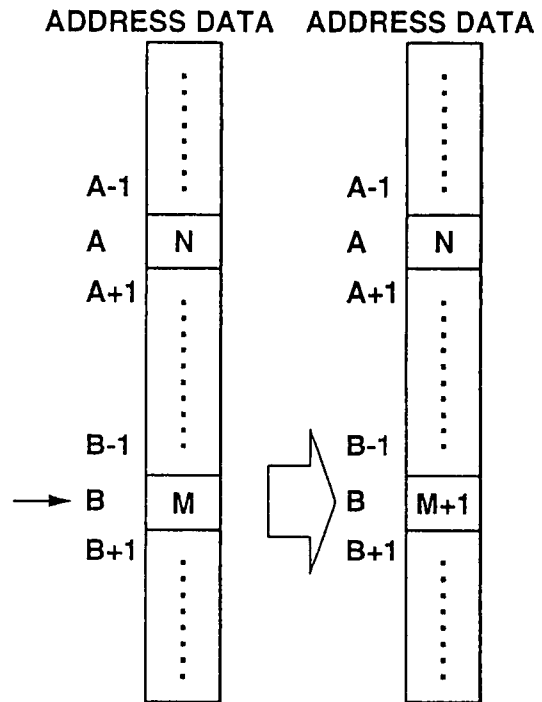 ADDRESS DATA ADDRESS DATA
A-1 A-1
A N A N
A+1 A+1
B-1 B-1
B M B M+1
B+1 B+1